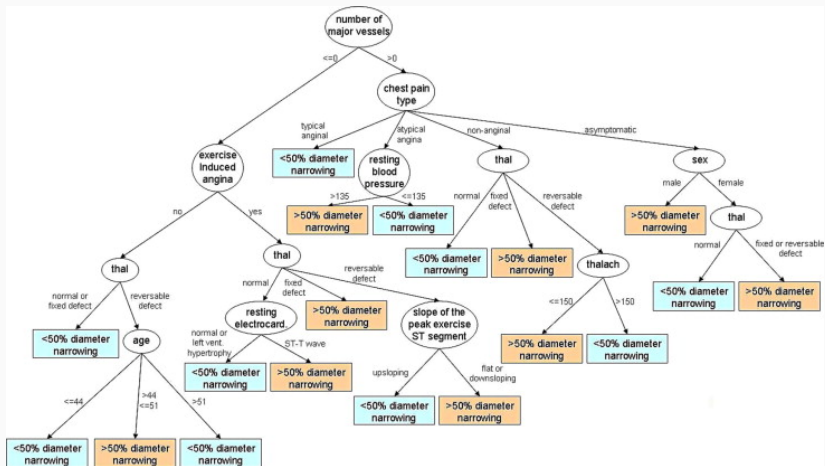 number of
major vessels
<=0
>0
chest pain
type
typical
anginal
atypical
angina
non-anginal
asymptomatic
exercise
induced
angina
<50% diameter
narrowing
resting
blood
pressure
thal
sex
no
yes
>135
<=135
normal
fixed
defect
reversable
defect
male
female
>50% diameter
narrowing
<50% diameter
narrowing
>50% diameter
narrowing
thal
thal
thal
<50% diameter
narrowing
>50% diameter
narrowing
thalach
normal
fixed or reversable
defect
normal or
fixed defect
reversable
defect
normal
fixed
defect
reversable
defect
<=150
>150
<50% diameter
narrowing
>50% diameter
narrowing
<50% diameter
narrowing
age
resting
electrocard.
>50% diameter
narrowing
slope of the
peak exercise
ST segment
>50% diameter
narrowing
<50% diameter
narrowing
normal or
left vent.
hypertrophy
ST-T wave
upsloping
flat or
downsloping
<50% diameter
narrowing
>50% diameter
narrowing
<=44
>44
<=51
>51
<50% diameter
narrowing
>50% diameter
narrowing
<50% diameter
narrowing
>50% diameter
narrowing
<50% diameter
narrowing